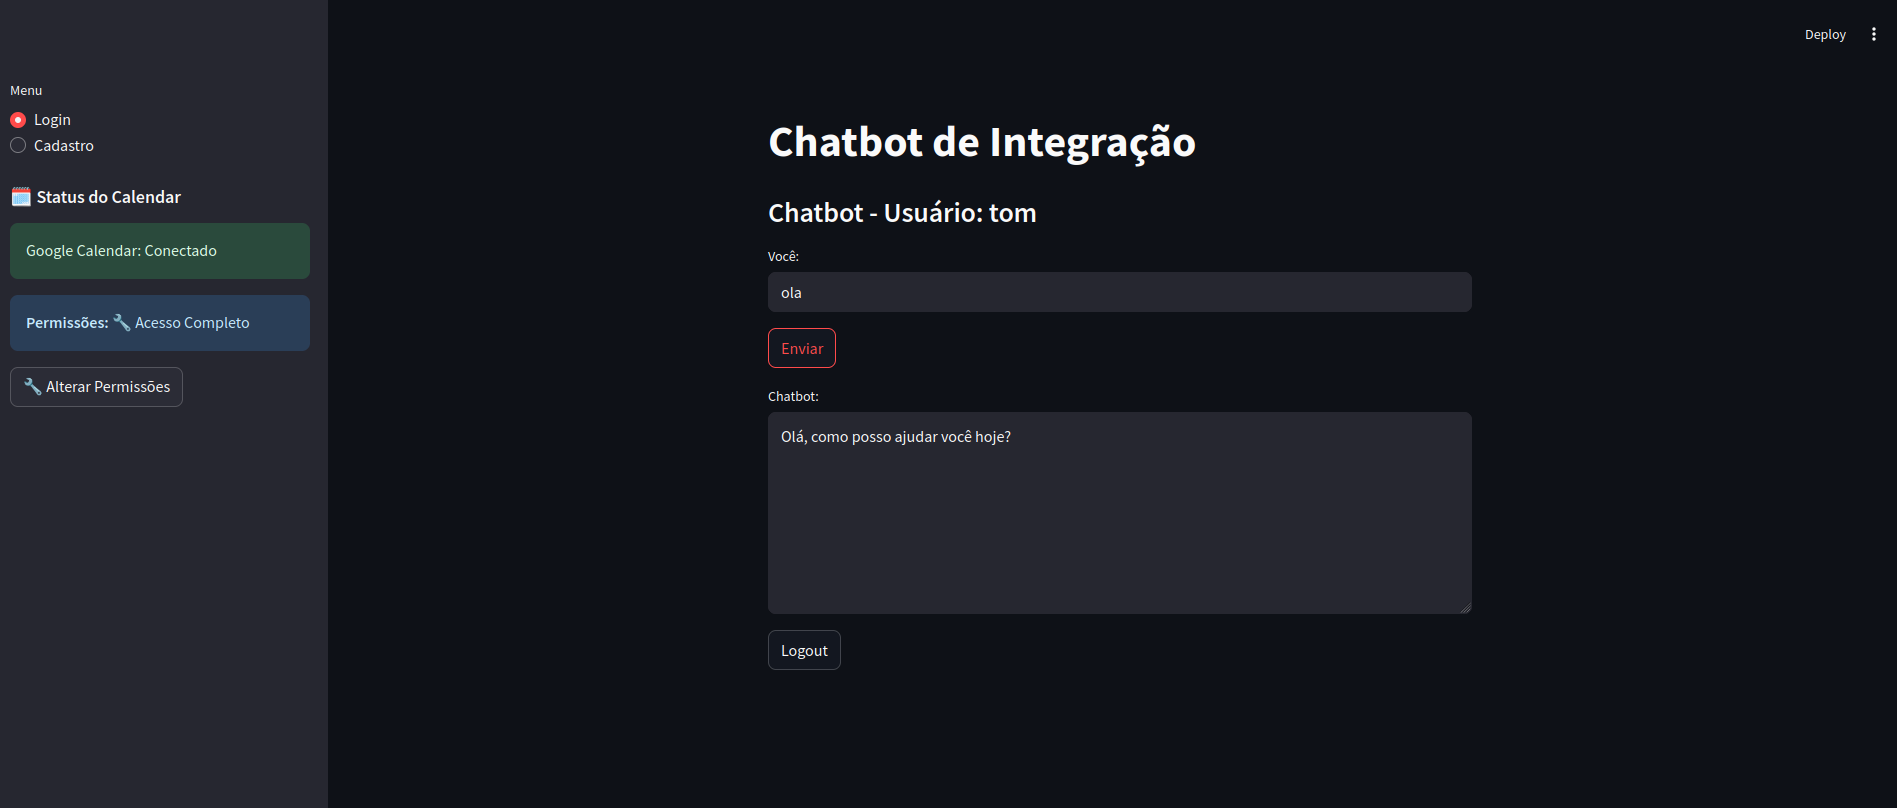 Deploy
Menu
Login
Cadastro
🗓️ Status do Calendar
Google Calendar: Conectado
Permissões: 🔧 Acesso Completo
🔧 Alterar Permissões
Chatbot de Integração
Chatbot - Usuário: tom
Você:
ola
Enviar
Chatbot:
Olá, como posso ajudar você hoje?
Logout